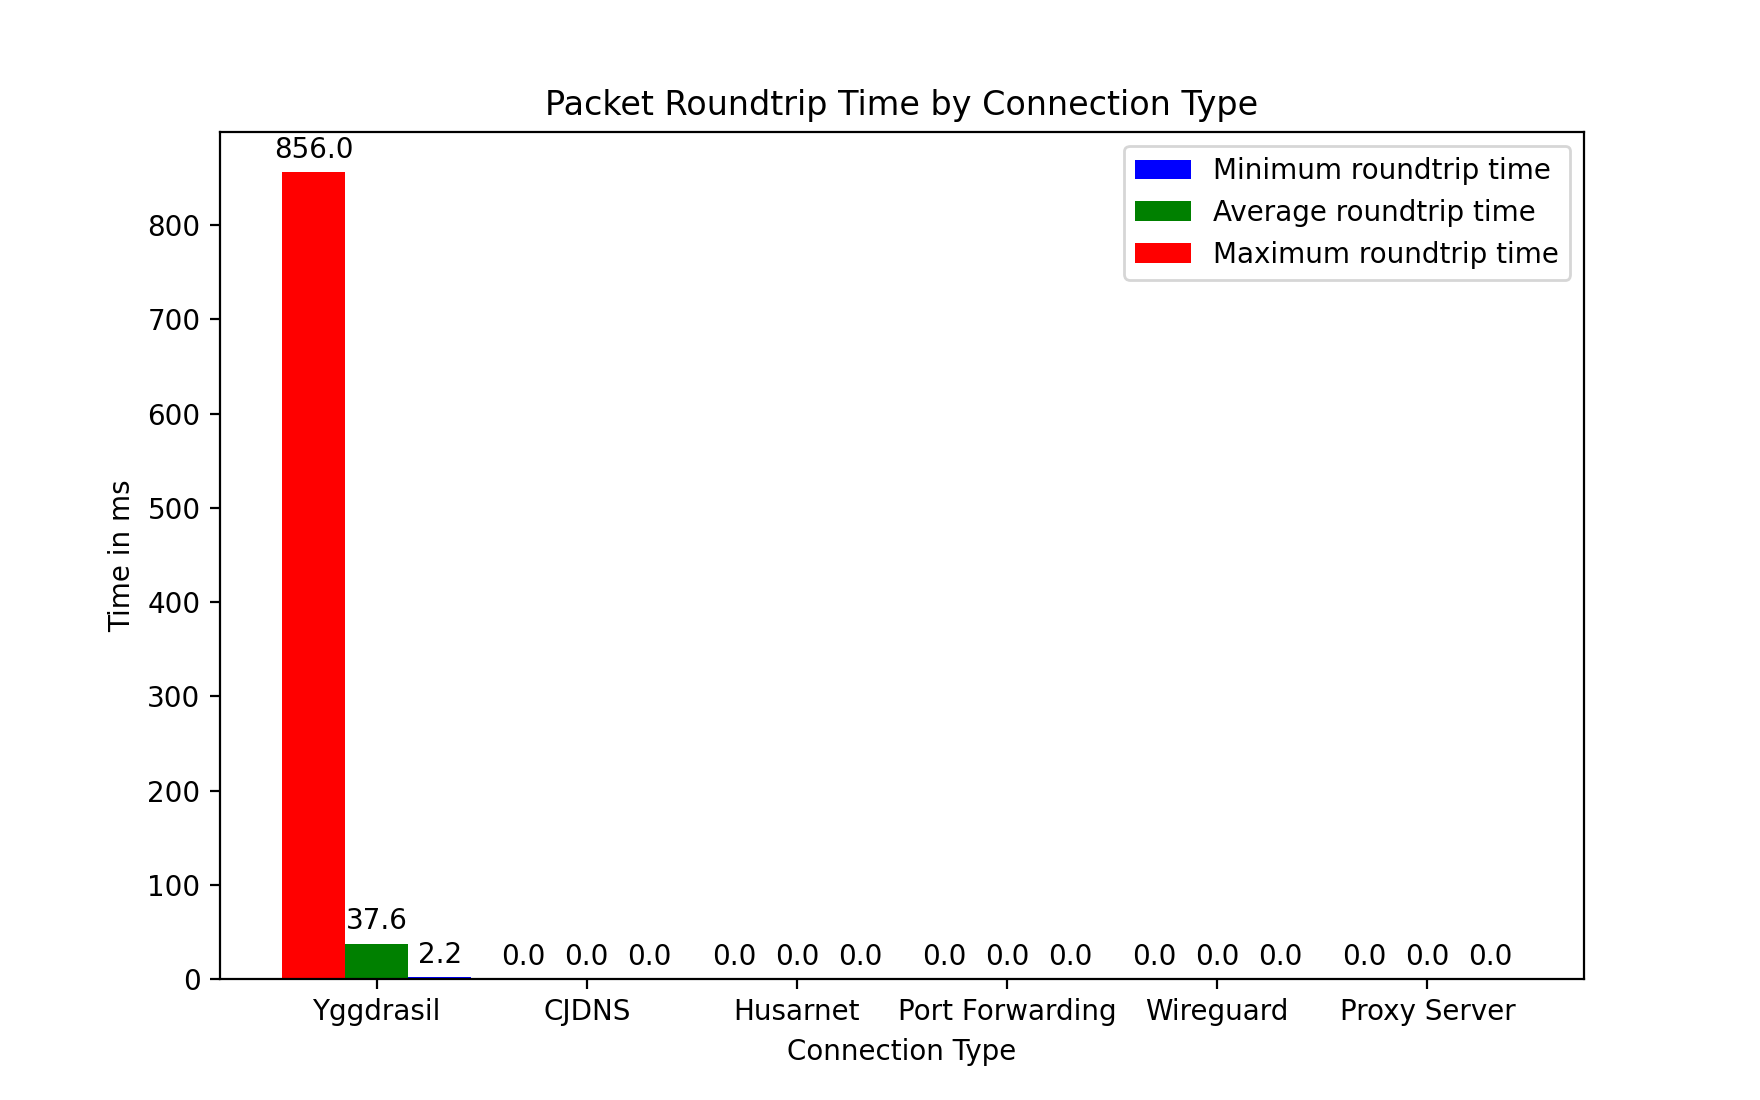 Packet Roundtrip Time by Connection Type
856.0
Minimum roundtrip time
Average roundtrip time
Maximum roundtrip time
800
700
600
500
400
300
200
100
0
Time in ms
37.6
2.2
0.0 0.0 0.0 0.0 0.0 0.0 0.0 0.0 0.0 0.0 0.0 0.0 0.0 0.0 0.0
Yggdrasil CJDNS Husarnet Port Forwarding Wireguard Proxy Server
Connection Type